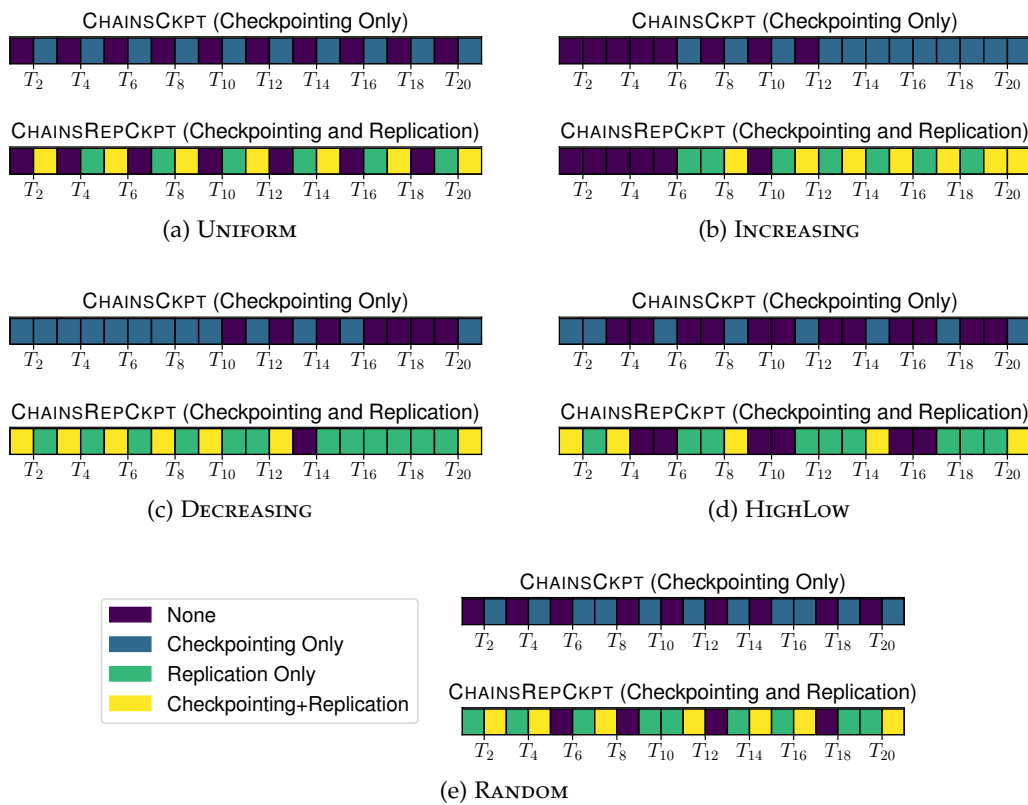 CHAINSCKPT (Checkpointing Only)
T2 T4 T6 T8 T10 T12 T14 T16 T18 T20
CHAINSREPCKPT (Checkpointing and Replication)
T2 T4 T6 T8 T10 T12 T14 T16 T18 T20
(a) UNIFORM
CHAINSCKPT (Checkpointing Only)
T2 T4 T6 T8 T10 T12 T14 T16 T18 T20
CHAINSREPCKPT (Checkpointing and Replication)
T2 T4 T6 T8 T10 T12 T14 T16 T18 T20
(b) INCREASING
CHAINSCKPT (Checkpointing Only)
T2 T4 T6 T8 T10 T12 T14 T16 T18 T20
CHAINSREPCKPT (Checkpointing and Replication)
T2 T4 T6 T8 T10 T12 T14 T16 T18 T20
(c) DECREASING
CHAINSCKPT (Checkpointing Only)
T2 T4 T6 T8 T10 T12 T14 T16 T18 T20
CHAINSREPCKPT (Checkpointing and Replication)
T2 T4 T6 T8 T10 T12 T14 T16 T18 T20
(d) HIGHLOW
None
Checkpointing Only
Replication Only
Checkpointing+Replication
CHAINSCKPT (Checkpointing Only)
T2 T4 T6 T8 T10 T12 T14 T16 T18 T20
CHAINSREPCKPT (Checkpointing and Replication)
T2 T4 T6 T8 T10 T12 T14 T16 T18 T20
(e) RANDOM